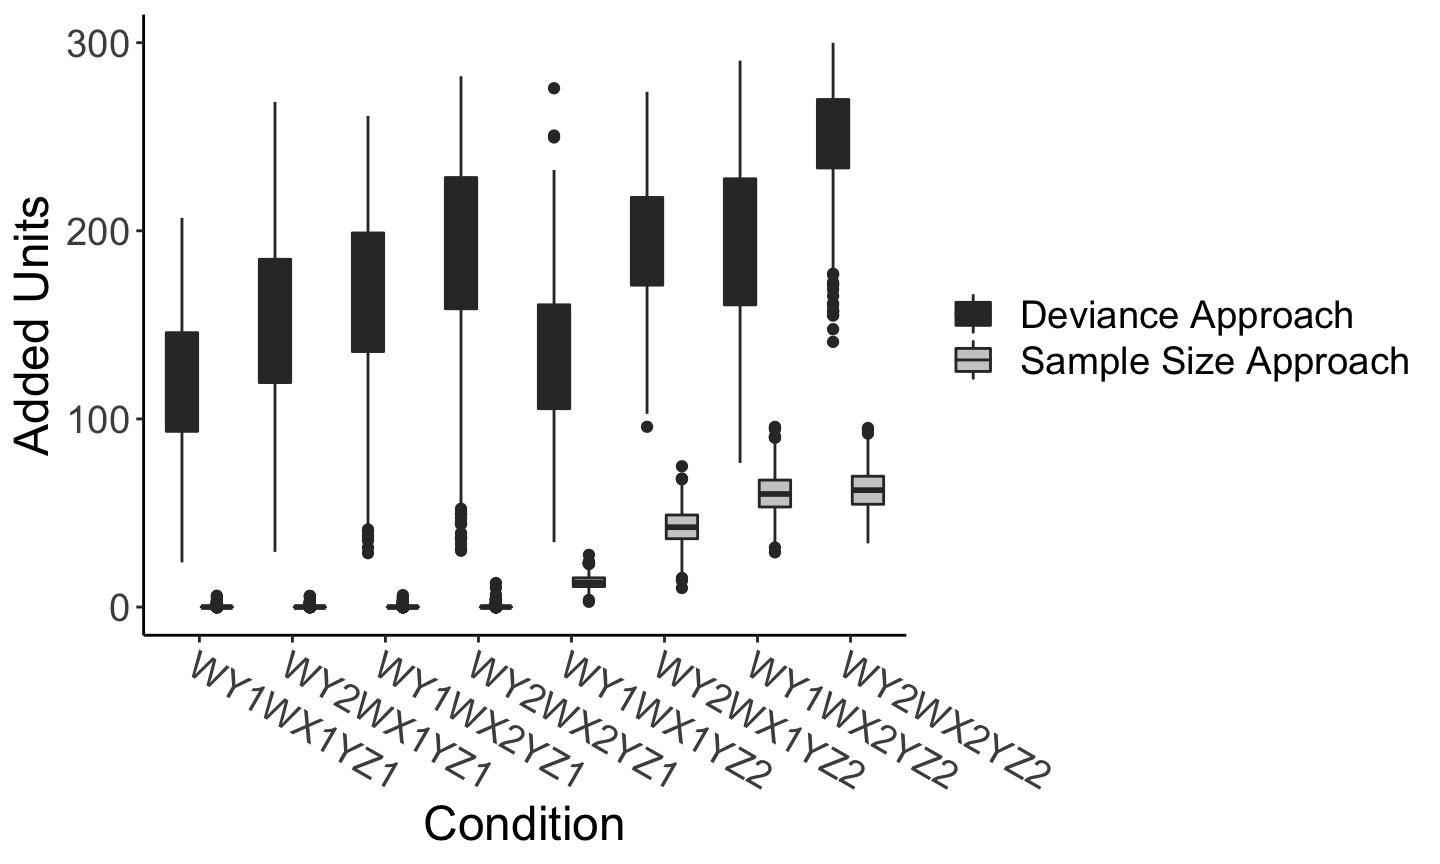 300
200
100
0
Added Units
WY1WX1YZ1
WY2WX1YZ1
WY1WX2YZ1
WY2WX2YZ1
WY1WX1YZ2
WY2WX1YZ2
WY1WX2YZ2
WY2WX2YZ2
Condition
Deviance Approach
Sample Size Approach